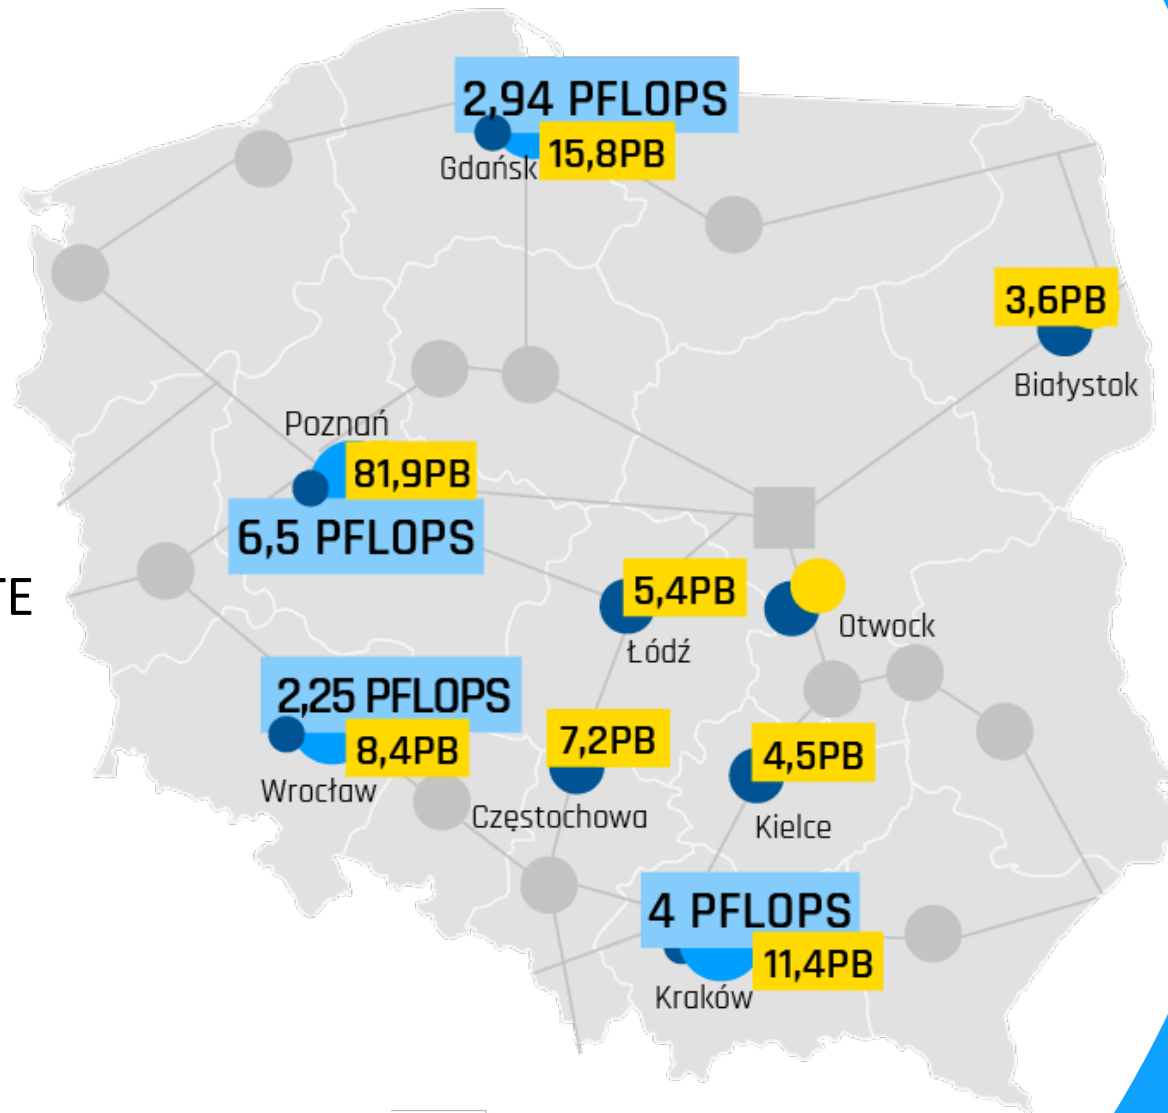 2,94 PFLOPS
15,8PB
Gdańsk
3,6PB
Białystok
Poznań
81,9PB
6,5 PFLOPS
TE
5,4PB
Łódź
Otwock
2,25 PFLOPS
8,4PB
Wrocław
7,2PB
Częstochowa
4,5PB
Kielce
4 PFLOPS
11,4PB
Kraków